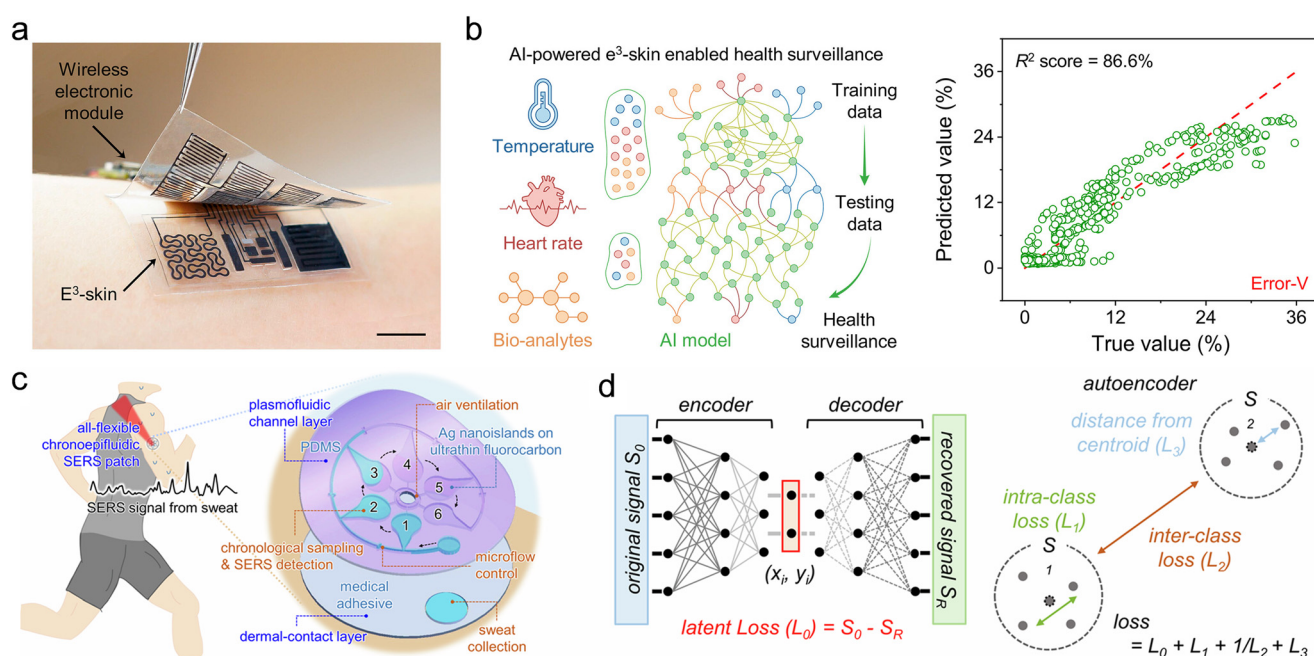 a
Wireless
electronic
module
E³-skin
b
AI-powered e³-skin enabled health surveillance
Temperature
Heart rate
Bio-analytes
AI model
Training
data
Testing
data
Health
surveillance
R² score = 86.6%
Predicted value (%)
36
24
12
0
0
12
24
36
Error-V
True value (%)
c
all-flexible
chronoepifluidic
SERS patch
SERS signal from sweat
plasmofluidic
channel layer
PDMS
air ventilation
Ag nanoislands on
ultrathin fluorocarbon
1
2
3
4
5
6
chronological sampling
& SERS detection
microflow
control
medical
adhesive
dermal-contact layer
sweat
collection
d
encoder
decoder
original signal S₀
recovered signal S_R
(xᵢ, yᵢ)
latent Loss (L₀) = S₀ - S_R
autoencoder
distance from
centroid (L₃)
S
2
intra-class
loss (L₁)
inter-class
loss (L₂)
S
1
loss
= L₀ + L₁ + 1/L₂ + L₃